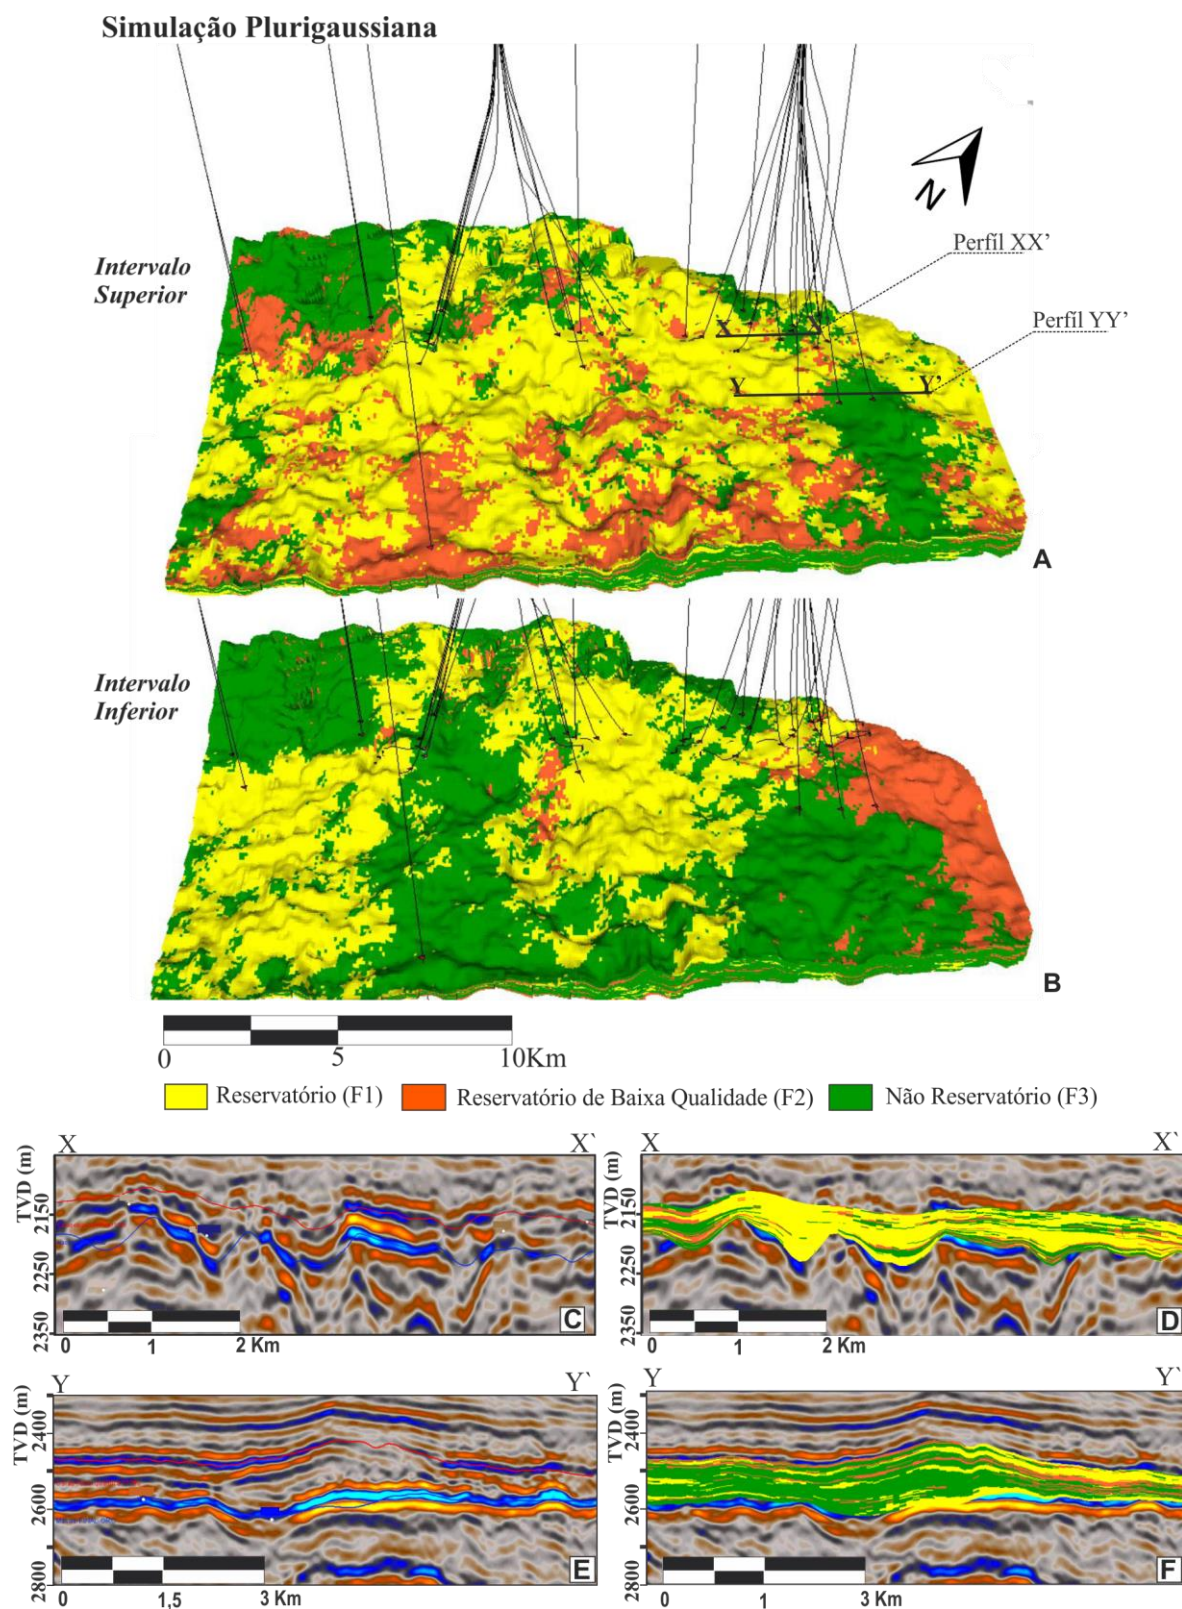 Simulação Plurigaussiana
N
Intervalo
Superior
Perfíl XX'
Perfíl YY'
X
X'
Y
Y'
A
Intervalo
Inferior
B
0
5
10Km
Reservatório (F1)
Reservatório de Baixa Qualidade (F2)
Não Reservatório (F3)
X
X`
TVD (m)
2150
2250
2350
0
1
2 Km
C
X
X`
TVD (m)
2150
2250
2350
0
1
2 Km
D
Y
Y`
TVD (m)
2400
2600
2800
0
1,5
3 Km
E
Y
Y`
TVD (m)
2400
2600
2800
0
1
3 Km
F